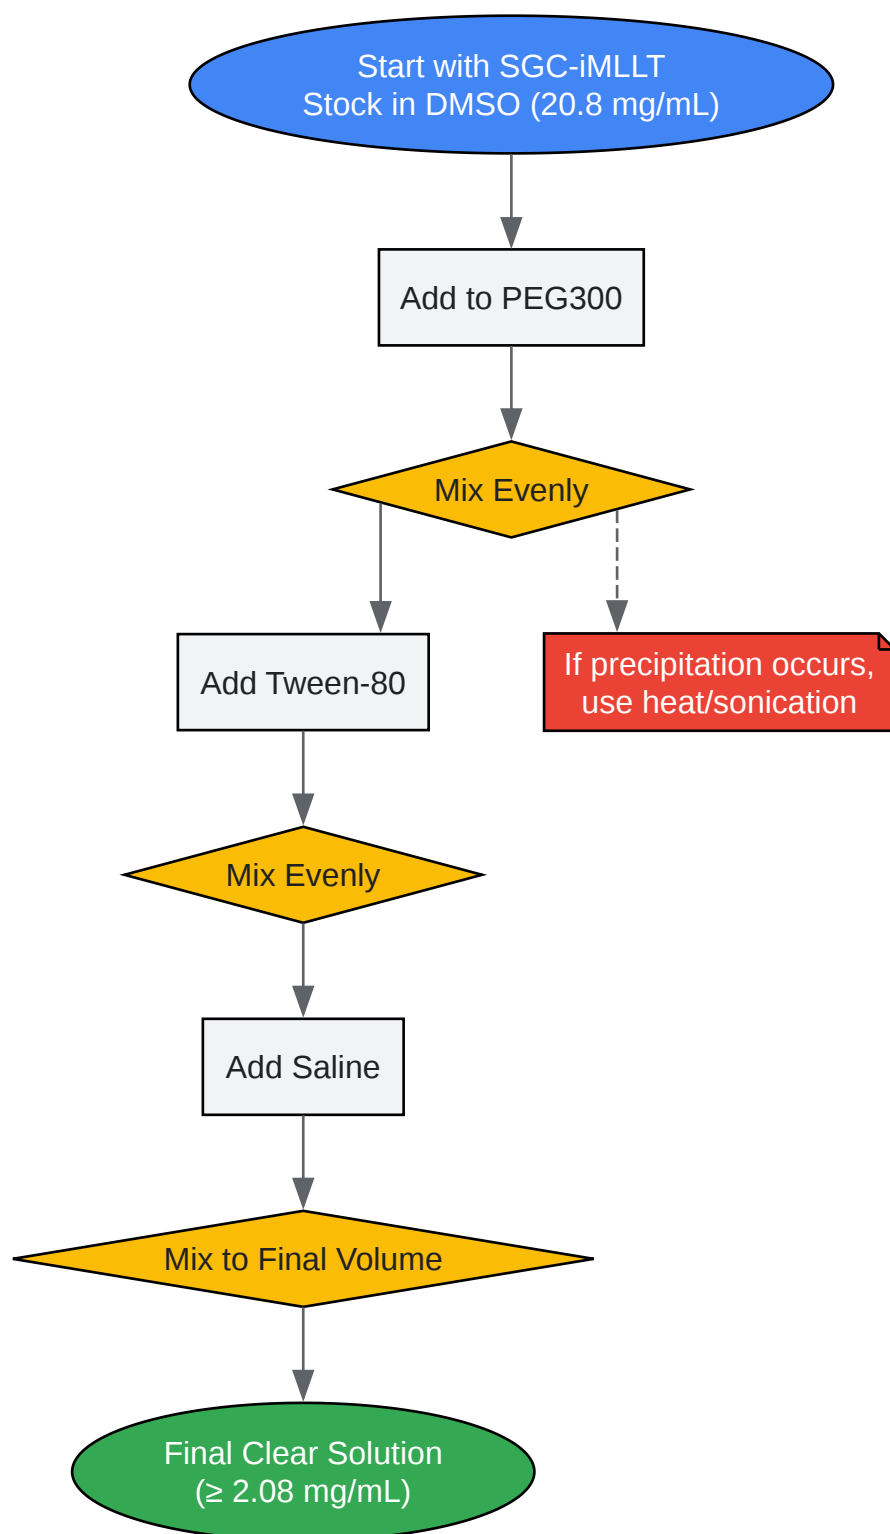 Start with SGC-iMLLT
Stock in DMSO (20.8 mg/mL)
Add to PEG300
Mix Evenly
Add Tween-80
If precipitation occurs,
use heat/sonication
Mix Evenly
Add Saline
Mix to Final Volume
Final Clear Solution
(≥ 2.08 mg/mL)